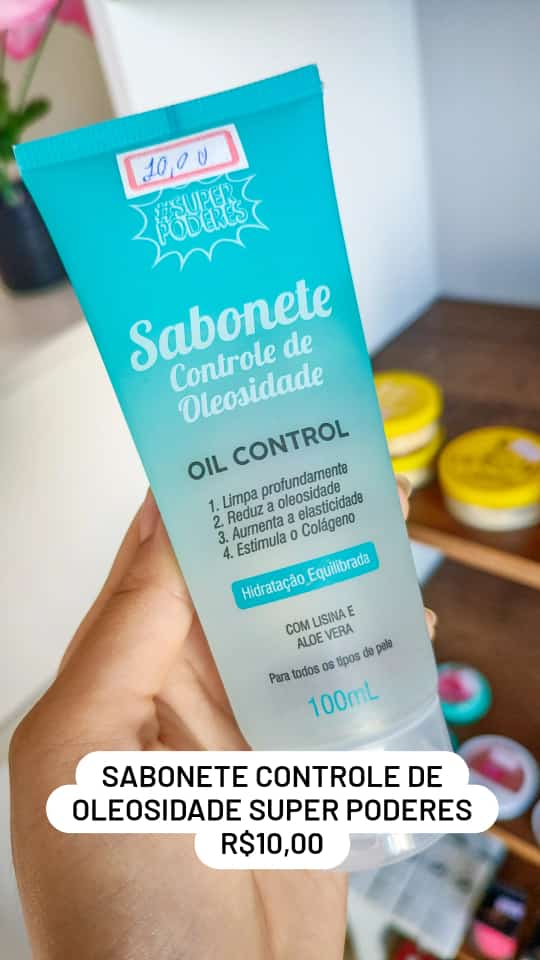 10,00
#SUPER
PODERES
Sabonete
Controle de
Oleosidade
OIL CONTROL
1. Limpa profundamente
2. Reduz a oleosidade
3. Aumenta a elasticidade
4. Estimula o Colágeno
Hidratação Equilibrada
COM LISINA E
ALOE VERA
Para todos os tipos de pele
100mL
SABONETE CONTROLE DE
OLEOSIDADE SUPER PODERES
R$10,00